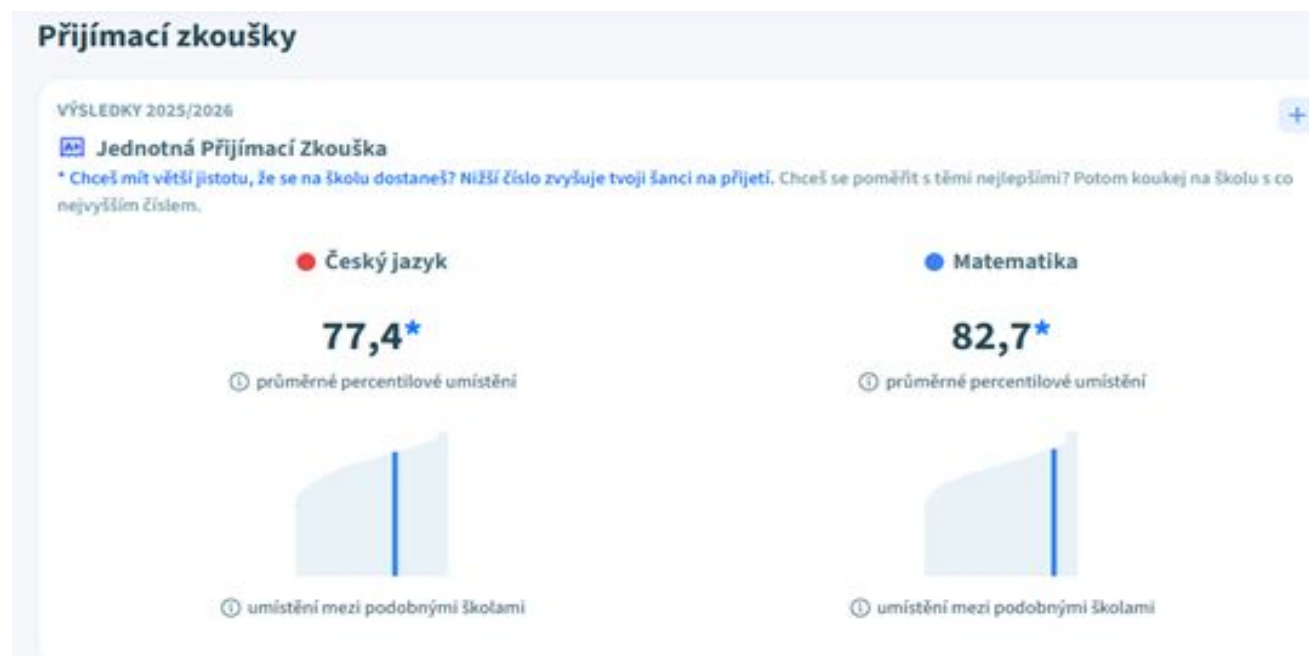 Přijímací zkoušky
VÝSLEDKY 2025/2026
+
A+ Jednotná Přijímací Zkouška
* Chceš mít větší jistotu, že se na školu dostaneš? Nižší číslo zvyšuje tvoji šanci na přijetí. Chceš se poměřit s těmi nejlepšími? Potom koukej na školu s co
nejvyšším číslem.
Český jazyk
77,4*
průměrné percentilové umístění
umístění mezi podobnými školami
Matematika
82,7*
průměrné percentilové umístění
umístění mezi podobnými školami